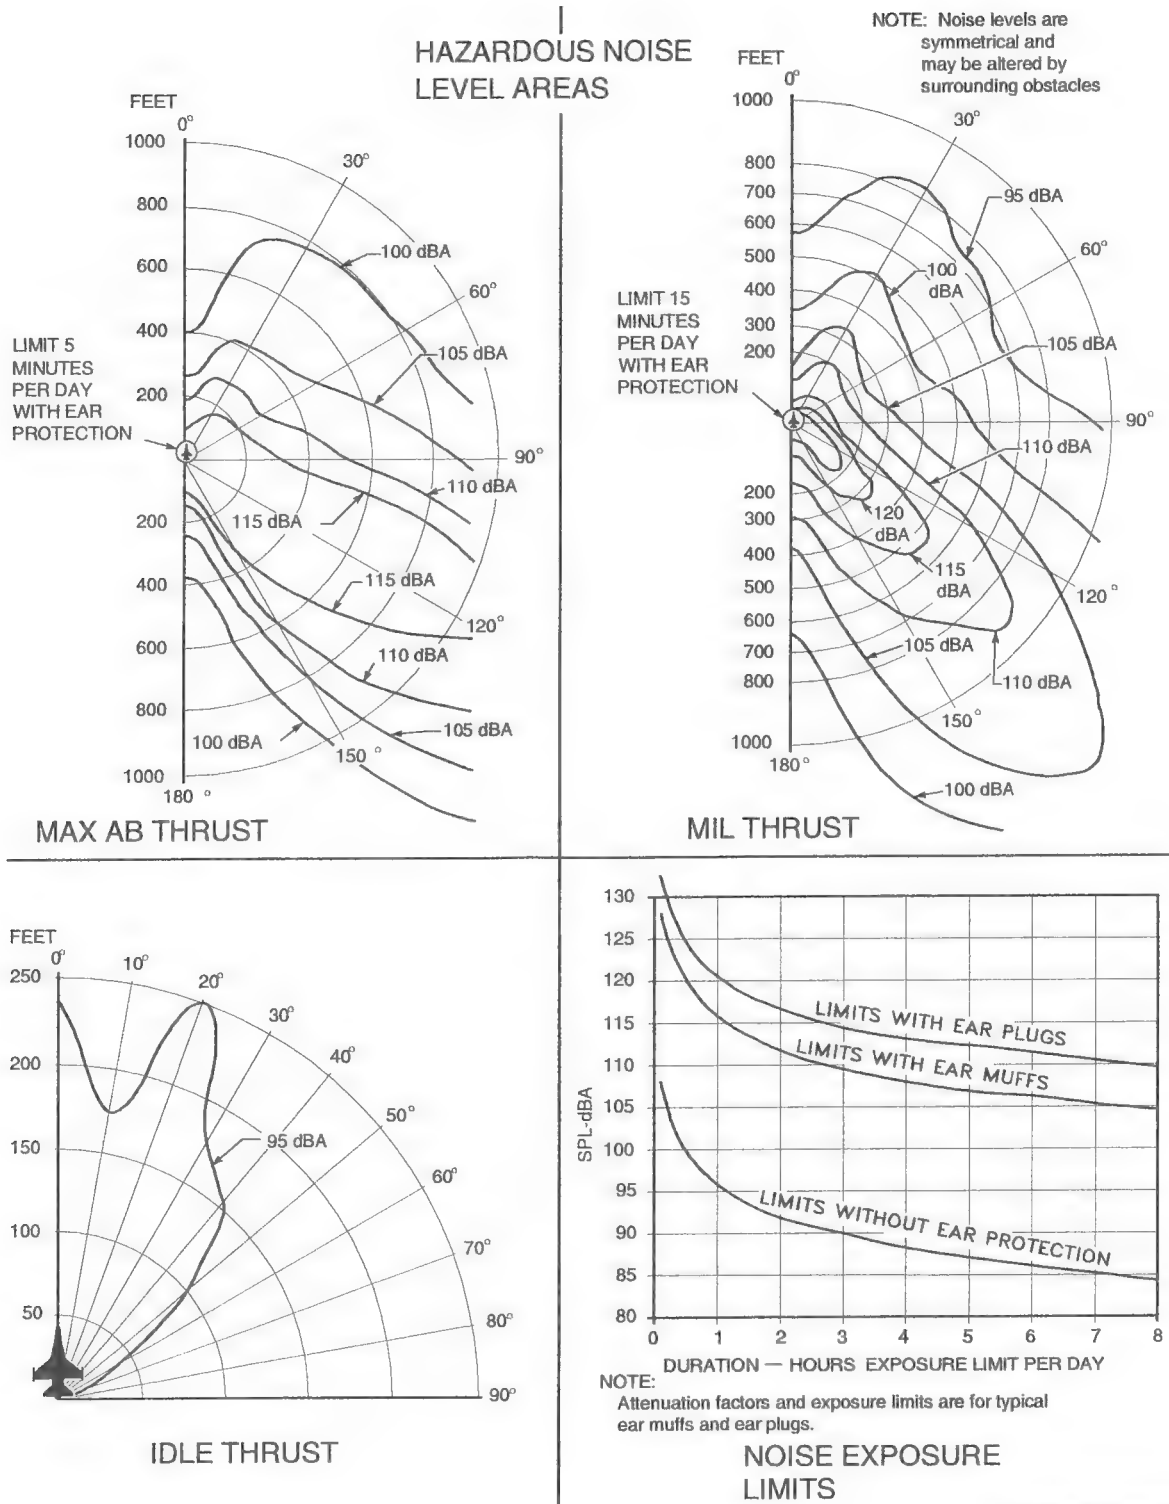 HAZARDOUS NOISE
LEVEL AREAS
NOTE: Noise levels are
symmetrical and
may be altered by
surrounding obstacles
FEET
0°
1000
800
600
400
200
200
400
600
800
1000
180 °
30°
60°
90°
120°
150 °
100 dBA
105 dBA
110 dBA
115 dBA
115 dBA
110 dBA
105 dBA
100 dBA
LIMIT 5
MINUTES
PER DAY
WITH EAR
PROTECTION
MAX AB THRUST
FEET
0°
1000
800
700
600
500
400
300
200
200
300
400
500
600
700
800
1000
180°
30°
60°
90°
120°
150°
95 dBA
100
dBA
105 dBA
110 dBA
120
dBA
115
dBA
105 dBA
110 dBA
100 dBA
LIMIT 15
MINUTES
PER DAY
WITH EAR
PROTECTION
MIL THRUST
FEET
0°
10°
20°
30°
40°
50°
60°
70°
80°
90°
250
200
150
100
50
95 dBA
IDLE THRUST
130
125
120
115
110
105
100
95
90
85
80
SPL-dBA
LIMITS WITH EAR PLUGS
LIMITS WITH EAR MUFFS
LIMITS WITHOUT EAR PROTECTION
0 1 2 3 4 5 6 7 8
DURATION — HOURS EXPOSURE LIMIT PER DAY
NOTE:
Attenuation factors and exposure limits are for typical
ear muffs and ear plugs.
NOISE EXPOSURE
LIMITS